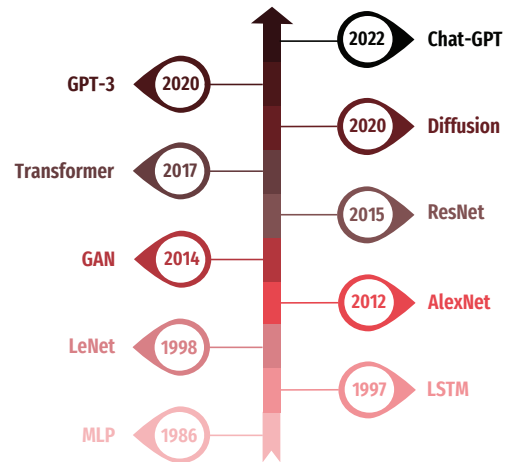 2022 Chat-GPT
GPT-3 2020
2020 Diffusion
Transformer 2017
2015 ResNet
GAN 2014
2012 AlexNet
LeNet 1998
1997 LSTM
MLP 1986